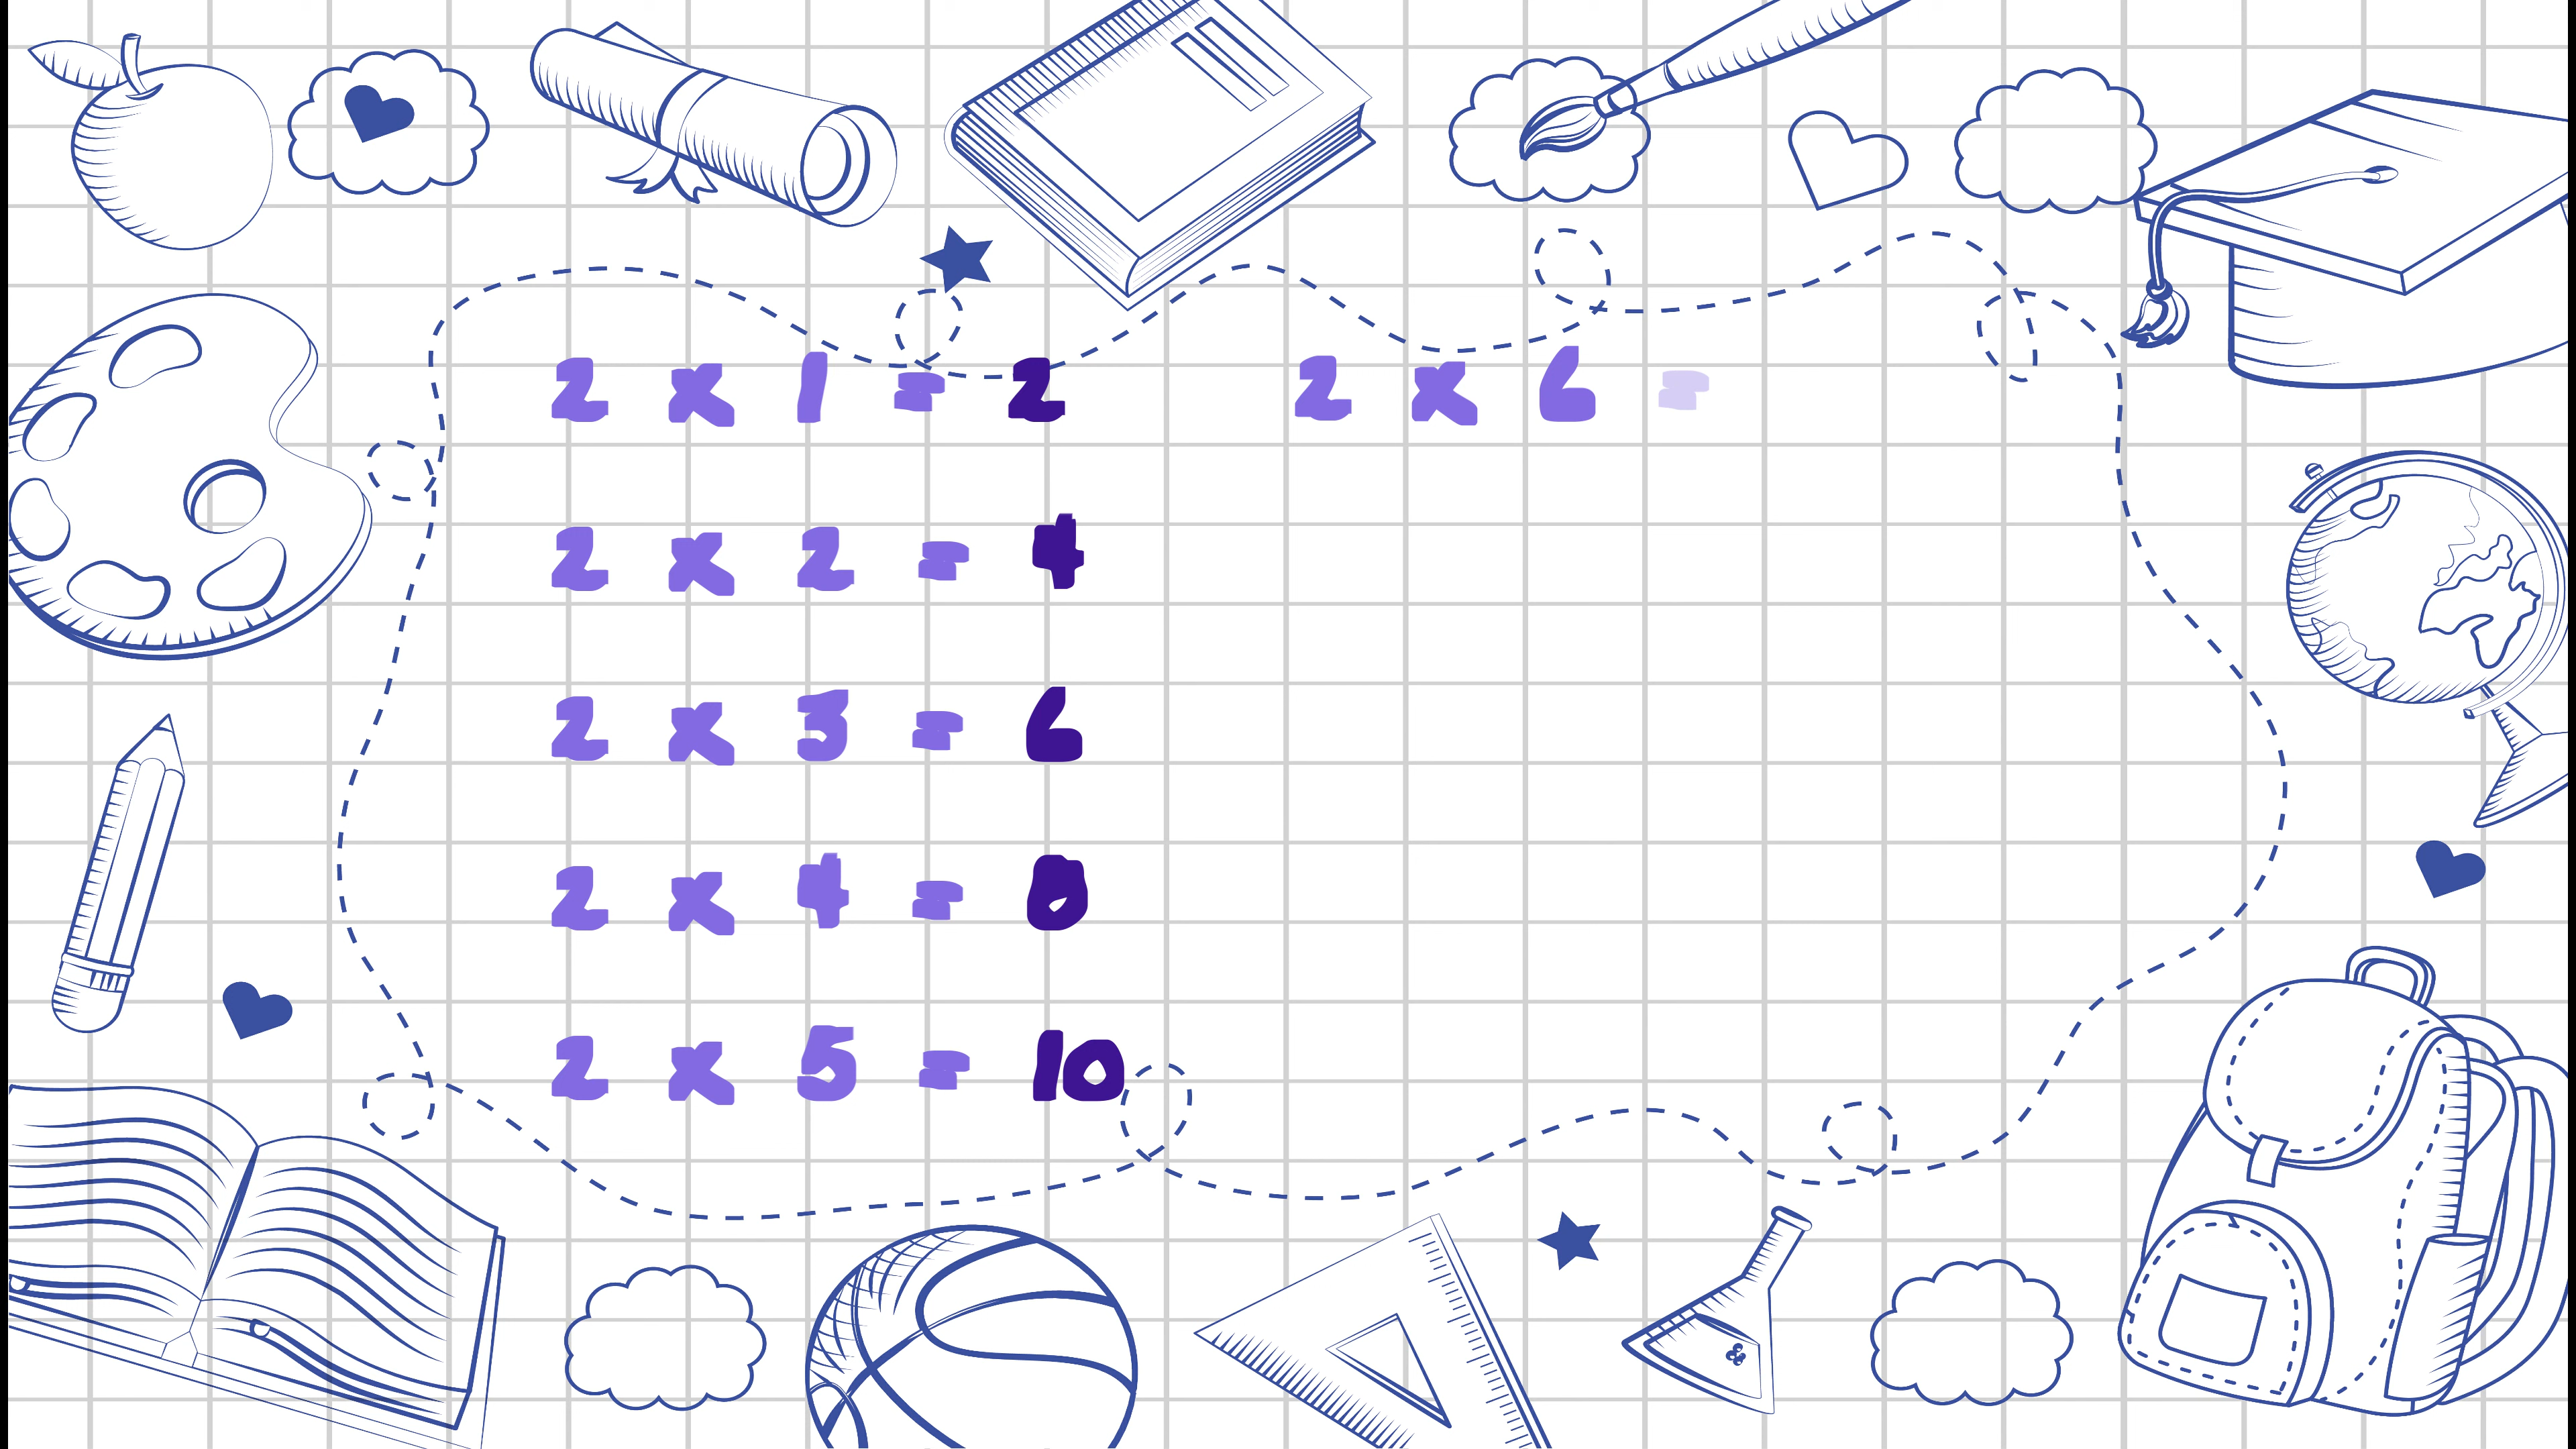 2 x 1 = 2
2 x 2 = 4
2 x 3 = 6
2 x 4 = 8
2 x 5 = 10
2 x 6 =